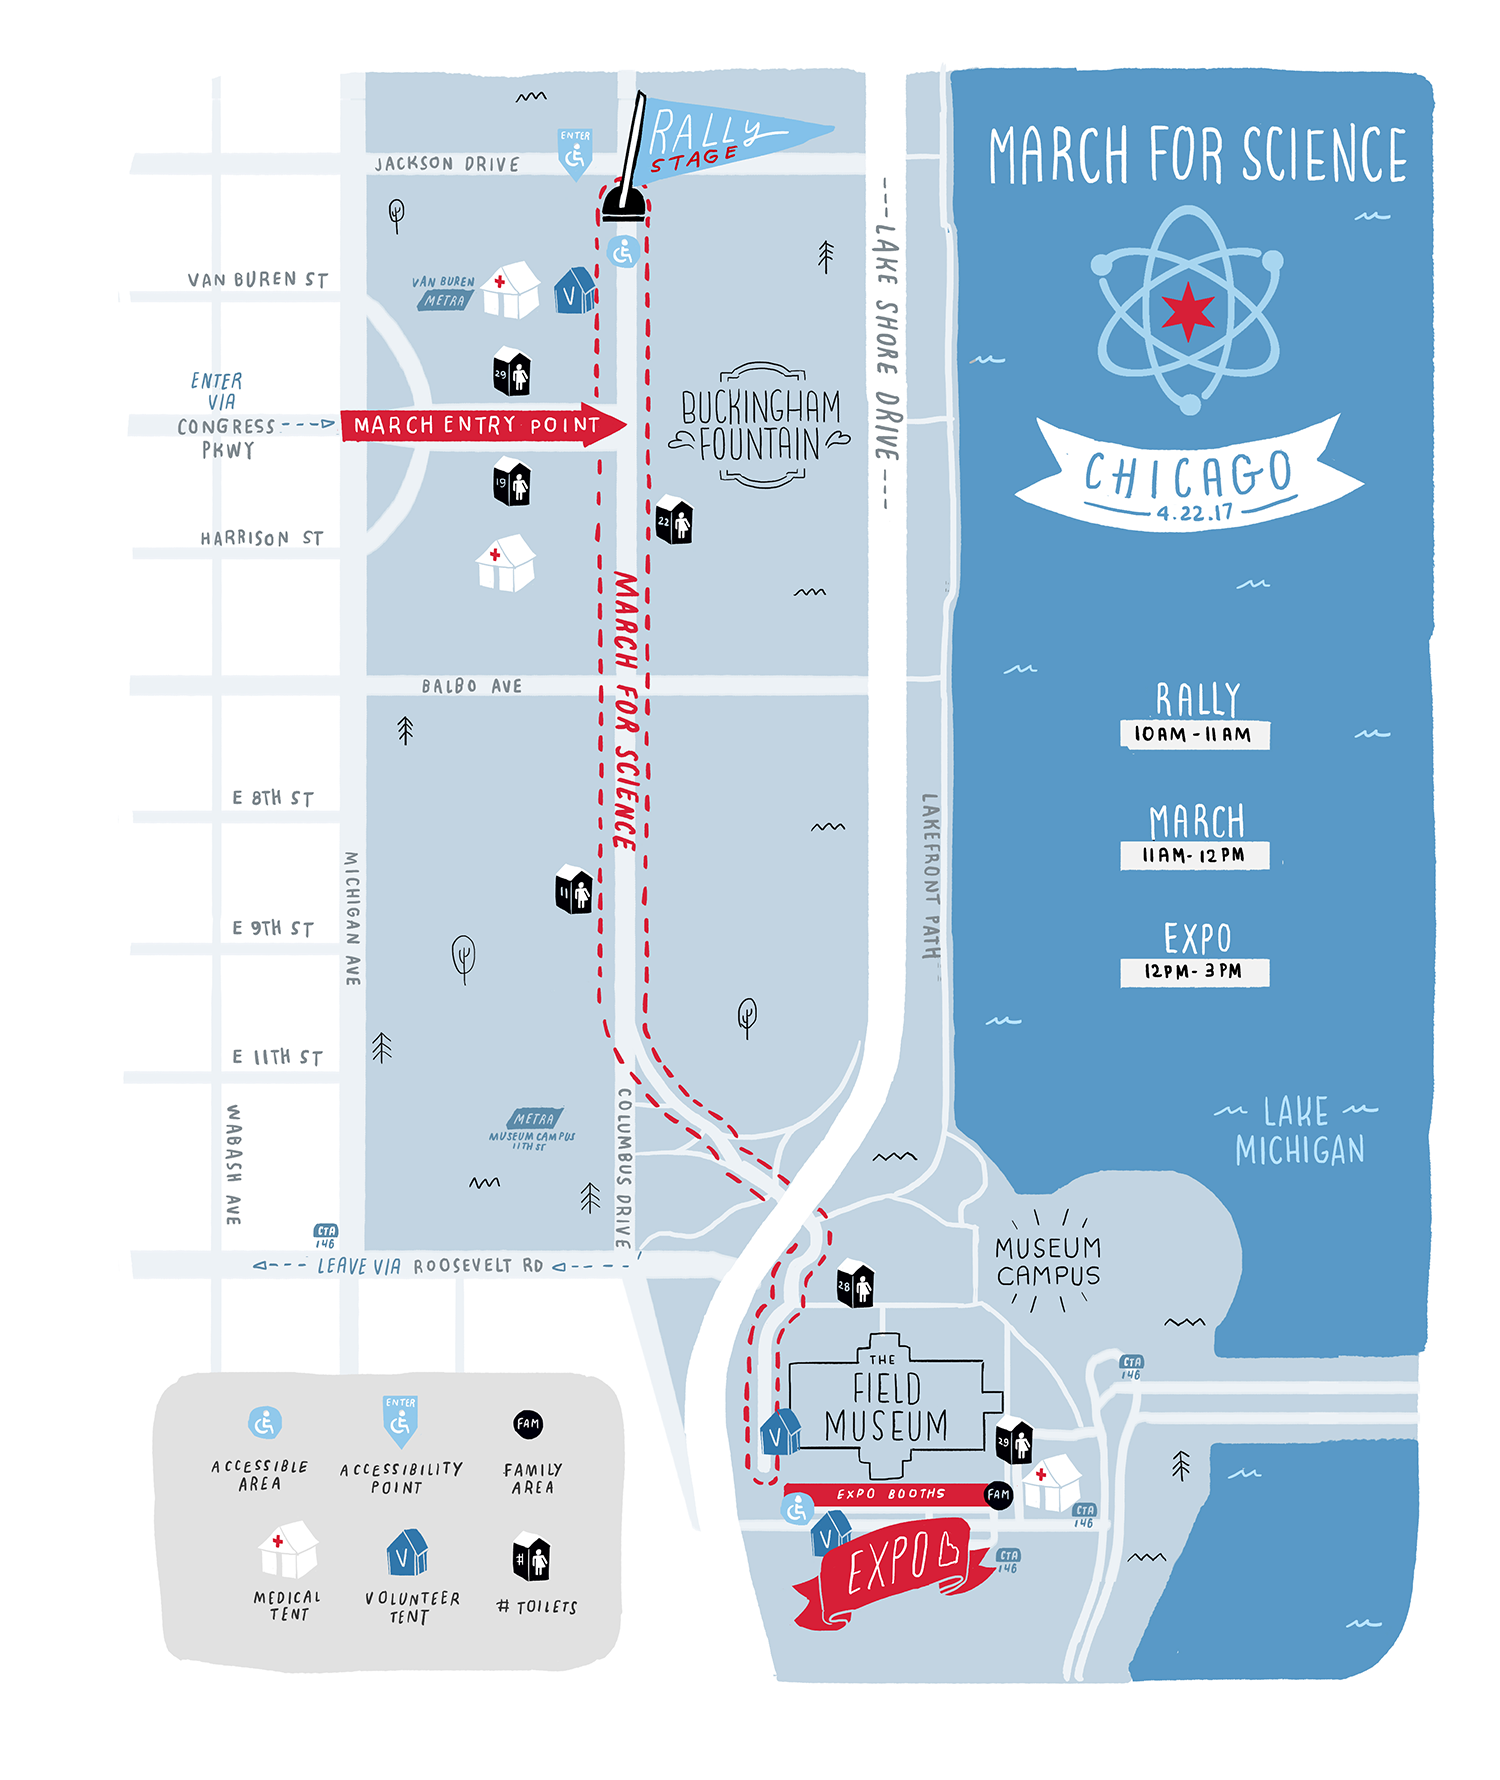 ENTER
RALLY
STAGE
JACKSON DRIVE
MARCH FOR SCIENCE
VAN BUREN ST
VAN BUREN
METRA
V
LAKE SHORE DRIVE
29
ENTER
VIA
CONGRESS
PKWY
MARCH ENTRY POINT
BUCKINGHAM
FOUNTAIN
CHICAGO
4.22.17
19
22
HARRISON ST
MARCH FOR SCIENCE
BALBO AVE
RALLY
10AM - 11AM
E 8TH ST
MARCH
11AM - 12PM
11
MICHIGAN AVE
LAKEFRONT PATH
E 9TH ST
EXPO
12PM - 3PM
E 11TH ST
WABASH AVE
METRA
MUSEUM CAMPUS
11TH ST
COLUMBUS DRIVE
LAKE
MICHIGAN
CTA
146
LEAVE VIA ROOSEVELT RD
MUSEUM
CAMPUS
28
THE
FIELD
MUSEUM
CTA
146
V
29
EXPO BOOTHS
FAM
CTA
146
V
EXPO
CTA
146
ENTER
FAM
ACCESSIBLE
AREA
ACCESSIBILITY
POINT
FAMILY
AREA
V
#
MEDICAL
TENT
VOLUNTEER
TENT
# TOILETS